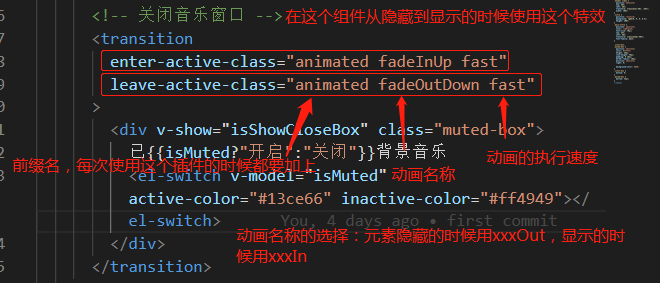 <!-- 关闭音乐窗口 --> 在这个组件从隐藏到显示的时候使用这个特效
<transition
enter-active-class="animated fadeInUp fast"
leave-active-class="animated fadeOutDown fast"
>
<div v-show="isShowCloseBox" class="muted-box">
已{{isMuted?"开启":"关闭"}}背景音乐
前缀名，每次使用这个插件的时候都要加上
动画名称
动画的执行速度
<el-switch v-model="isMuted"
active-color="#13ce66" inactive-color="#ff4949"></
el-switch> You, 4 days ago • first commit
动画名称的选择：元素隐藏的时候用xxxOut，显示的时
候用xxxIn
</div>
</transition>